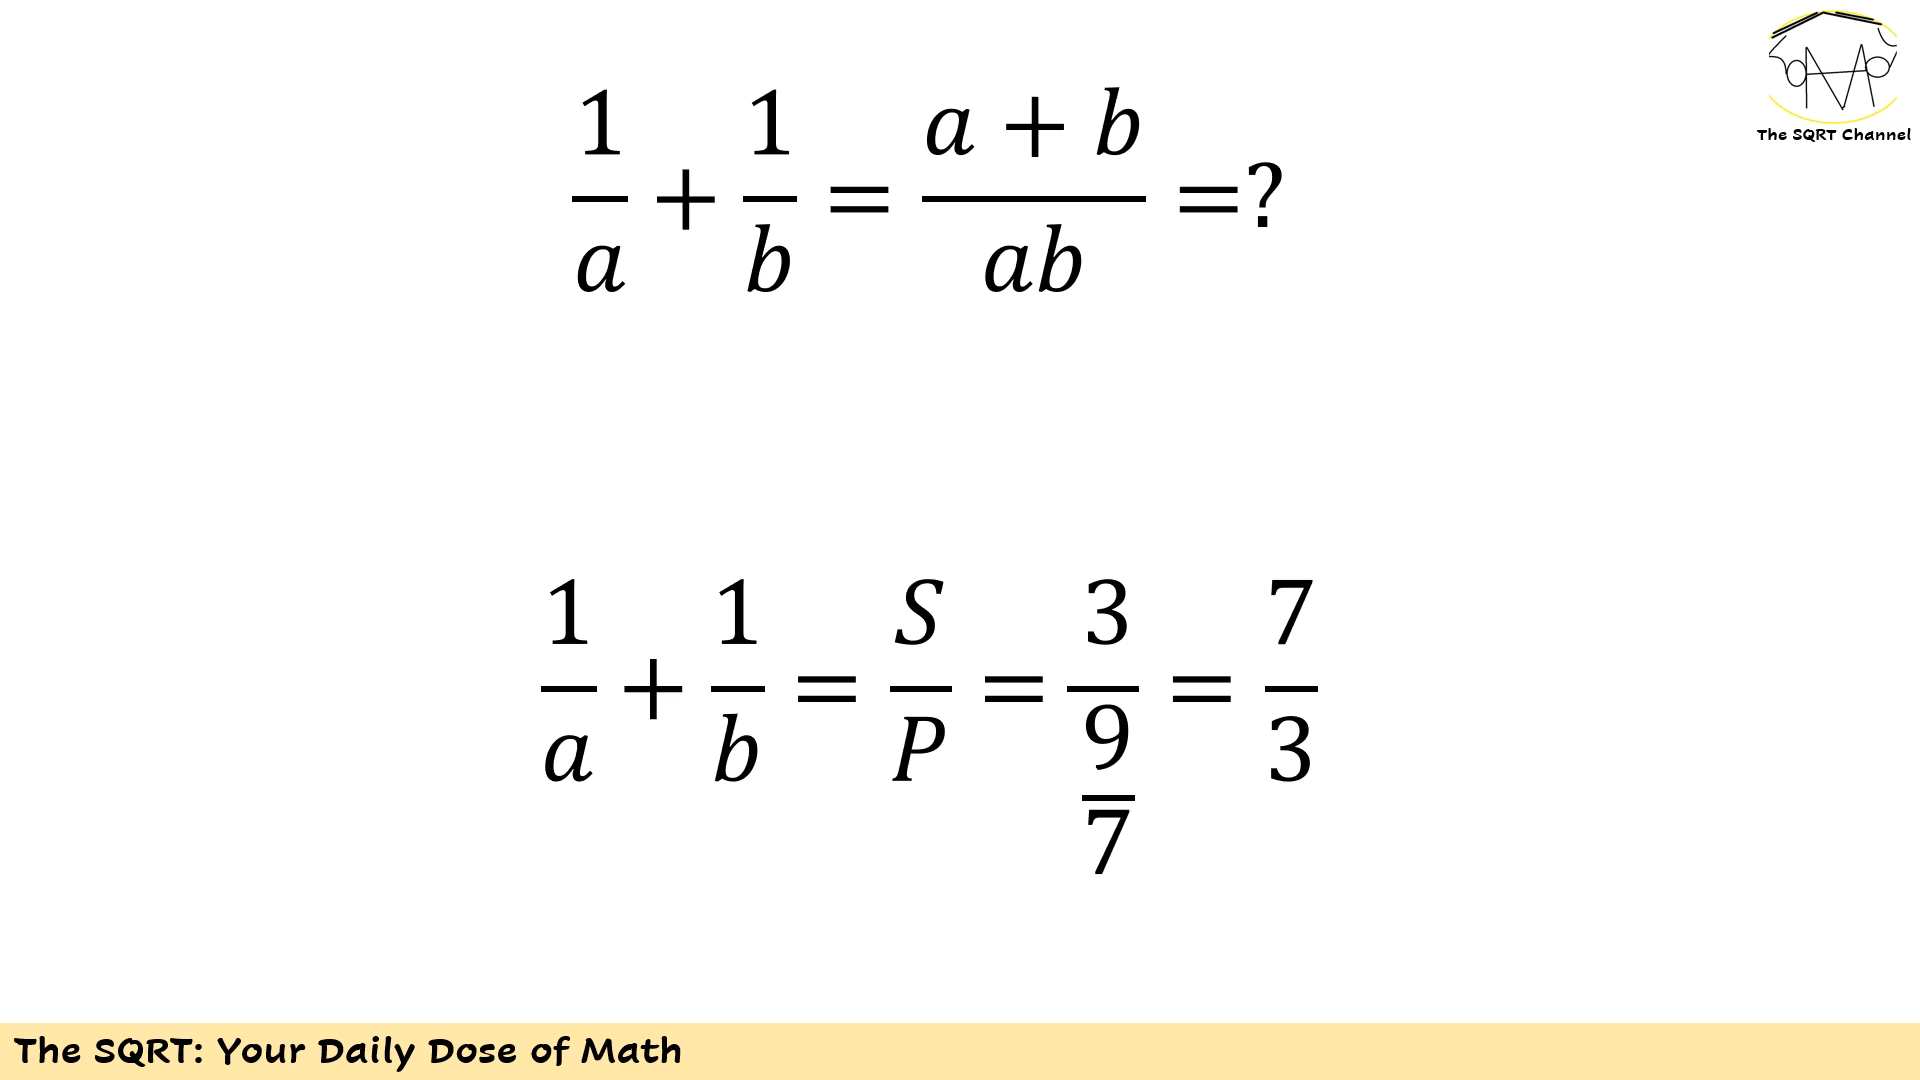 1/a + 1/b = a + b/ab =?
The SQRT Channel
1/a + 1/b = S/P = 3/9/7 = 7/3
The SQRT: Your Daily Dose of Math